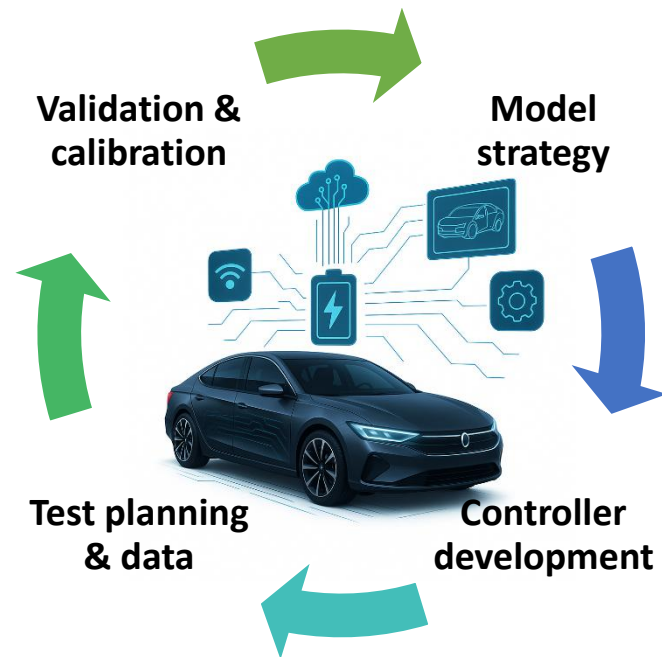 Validation &
calibration
Model
strategy
Test planning
& data
Controller
development